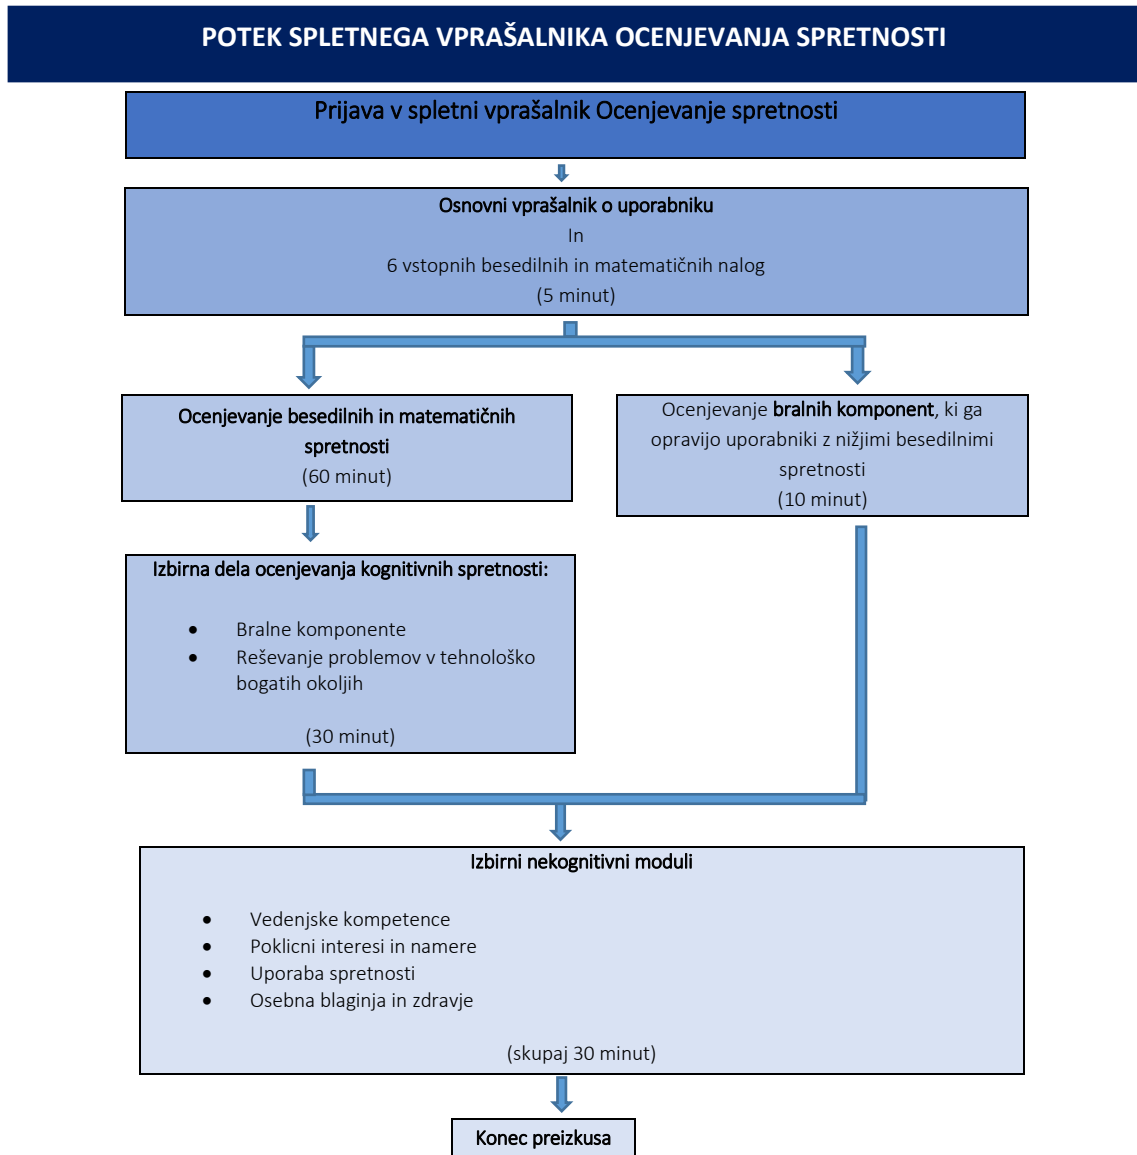 POTEK SPLETNEGA VPRAŠALNIKA OCENJEVANJA SPRETNOSTI
Prijava v spletni vprašalnik Ocenjevanje spretnosti
Osnovni vprašalnik o uporabniku
In
6 vstopnih besedilnih in matematičnih nalog
(5 minut)
Ocenjevanje besedilnih in matematičnih
spretnosti
(60 minut)
Ocenjevanje bralnih komponent, ki ga
opravijo uporabniki z nižjimi besedilnimi
spretnosti
(10 minut)
Izbirna dela ocenjevanja kognitivnih spretnosti:
• Bralne komponente
• Reševanje problemov v tehnološko
bogatih okoljih
(30 minut)
Izbirni nekognitivni moduli
• Vedenjske kompetence
• Poklicni interesi in namere
• Uporaba spretnosti
• Osebna blaginja in zdravje
(skupaj 30 minut)
Konec preizkusa